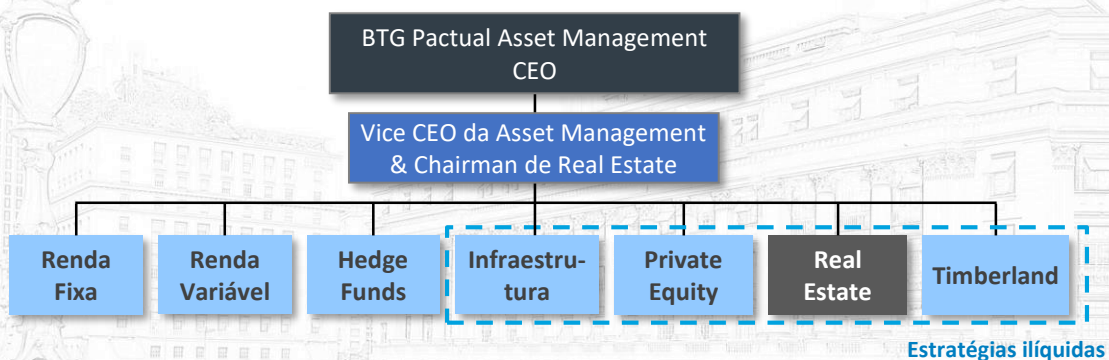 BTG Pactual Asset Management
CEO
Vice CEO da Asset Management
& Chairman de Real Estate
Renda
Fixa
Renda
Variável
Hedge
Funds
Infraestru-
tura
Private
Equity
Real
Estate
Timberland
Estratégias ilíquidas